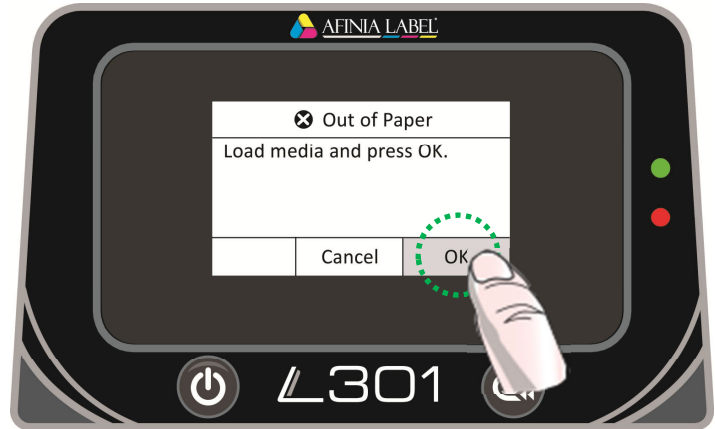 AFINIA LABEL
Out of Paper
Load media and press OK.
Cancel OK
L301